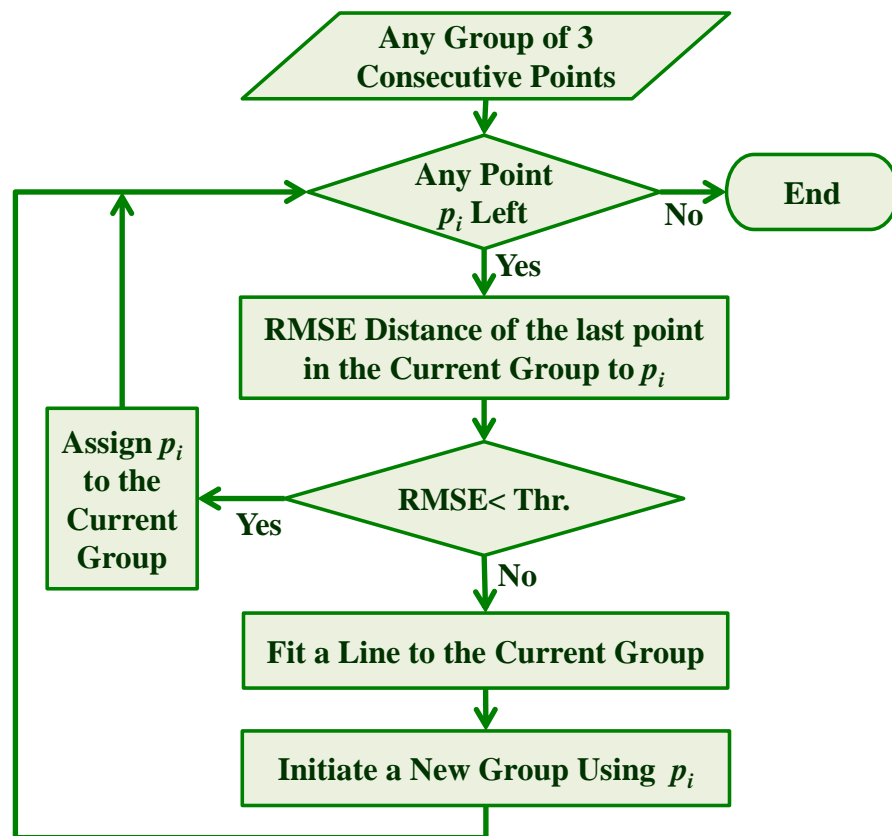 Any Group of 3
Consecutive Points
Any Point
p_i Left
No
End
Yes
RMSE Distance of the last point
in the Current Group to p_i
Assign p_i
to the
Current
Group
Yes
RMSE< Thr.
No
Fit a Line to the Current Group
Initiate a New Group Using p_i